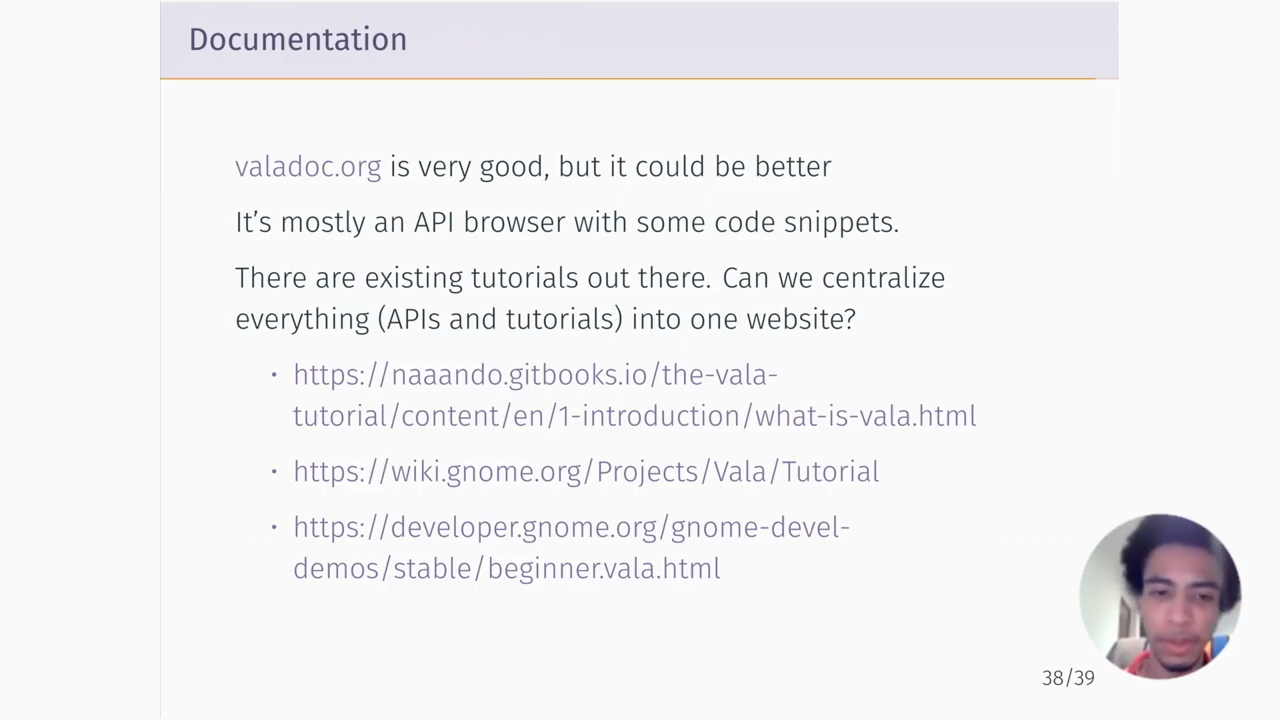 Documentation
valadoc.org is very good, but it could be better
It's mostly an API browser with some code snippets.
There are existing tutorials out there. Can we centralize
everything (APIs and tutorials) into one website?
• https://naaando.gitbooks.io/the-vala-
tutorial/content/en/1-introduction/what-is-vala.html
• https://wiki.gnome.org/Projects/Vala/Tutorial
• https://developer.gnome.org/gnome-devel-
demos/stable/beginner.vala.html
38/39